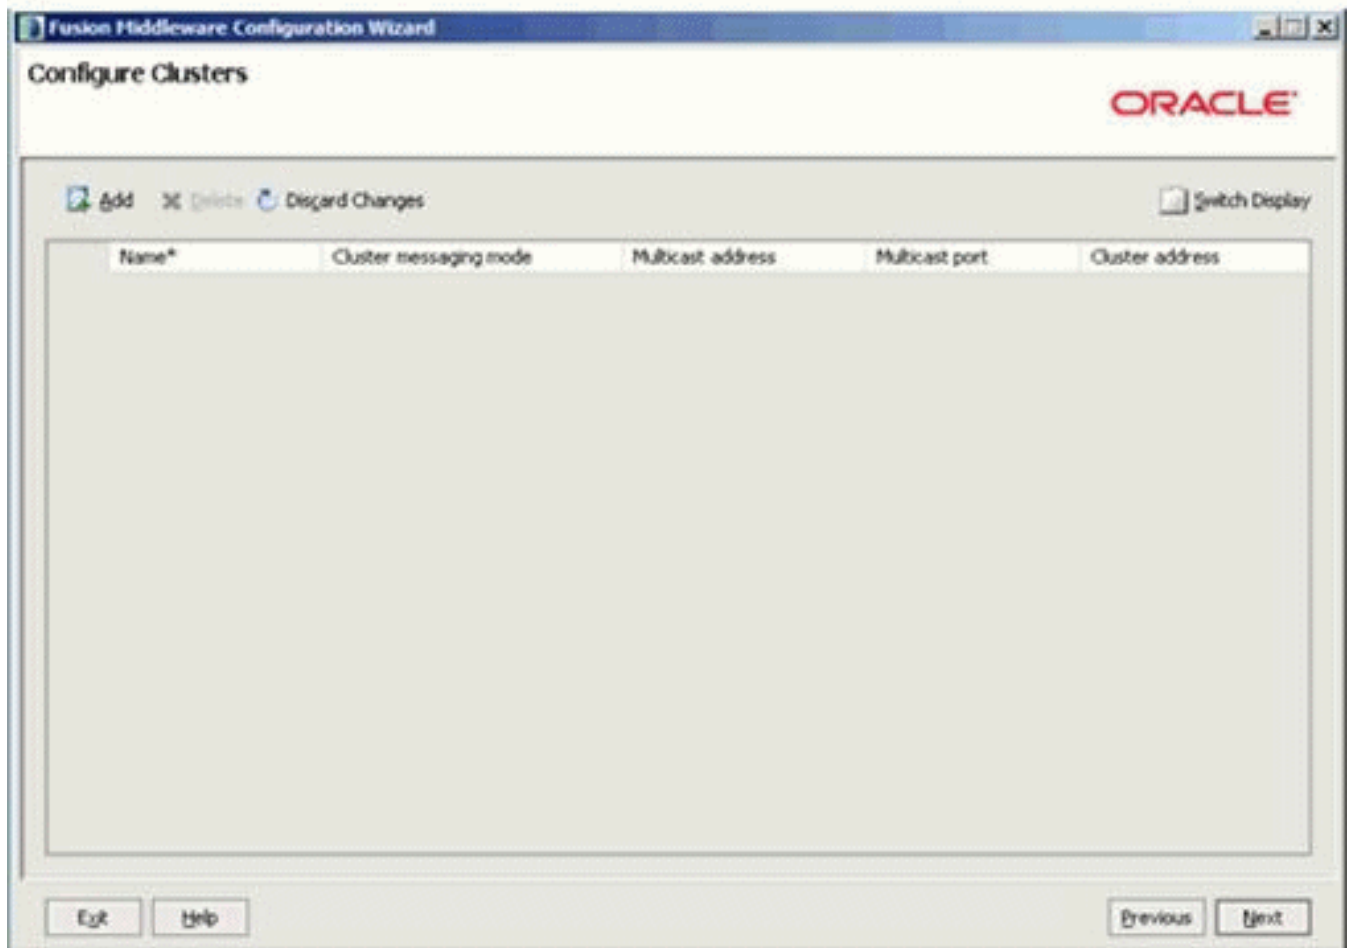 Fusion Middleware Configuration Wizard
Configure Clusters
ORACLE
Add Delete Discard Changes Switch Display
Name* Cluster messaging mode Multicast address Multicast port Cluster address
Exit Help Previous Next